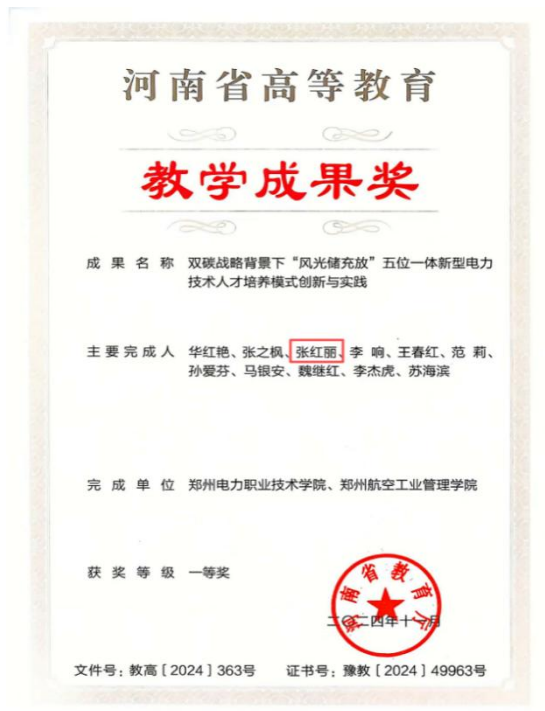 河南省高等教育
教学成果奖
成果名称 双碳战略背景下“风光储充放”五位一体新型电力
技术人才培养模式创新与实践
主要完成人 华红艳、张之枫、张红丽、李 响、王春红、范 莉、
孙爱芬、马银安、魏继红、李杰虎、苏海滨
完成单位 郑州电力职业技术学院、郑州航空工业管理学院
获奖等级 一等奖
河南省教育厅
二〇二四年十一月
文件号：教高［2024］363号 证书号：豫教［2024］49963号